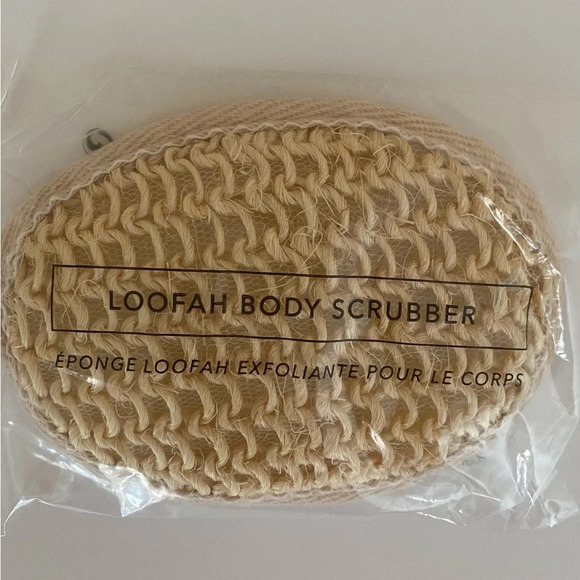 LOOFAH BODY SCRUBBER
ÉPONGE LOOFAH EXFOLIANTE POUR LE CORPS